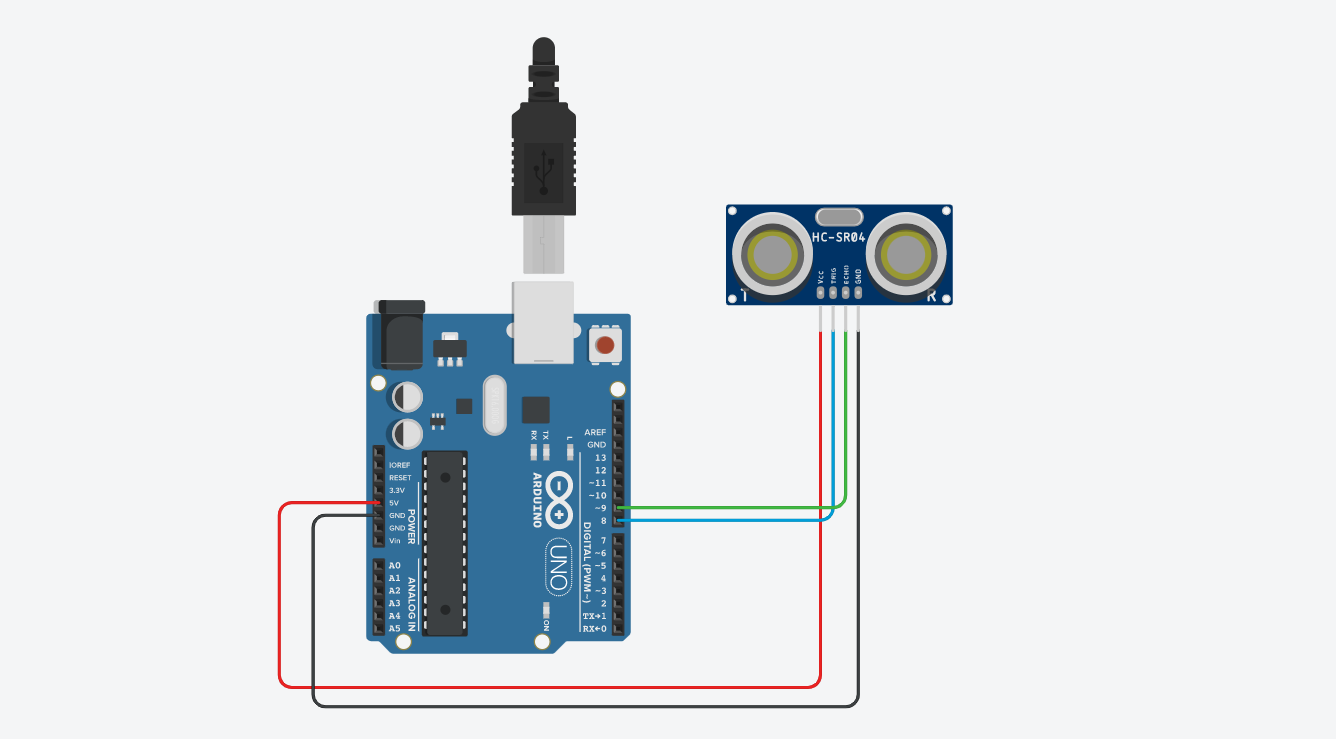 HC-SR04
VCC
TRIG
ECHO
GND
T
R
AREF
GND
13
12
~11
~10
~9
8
7
~6
~5
4
~3
2
TX→1
RX←0
DIGITAL (PWM~)
IOREF
RESET
3.3V
5V
GND
GND
Vin
POWER
A0
A1
A2
A3
A4
A5
ANALOG IN
RX
TX
L
ARDUINO
UNO
ON